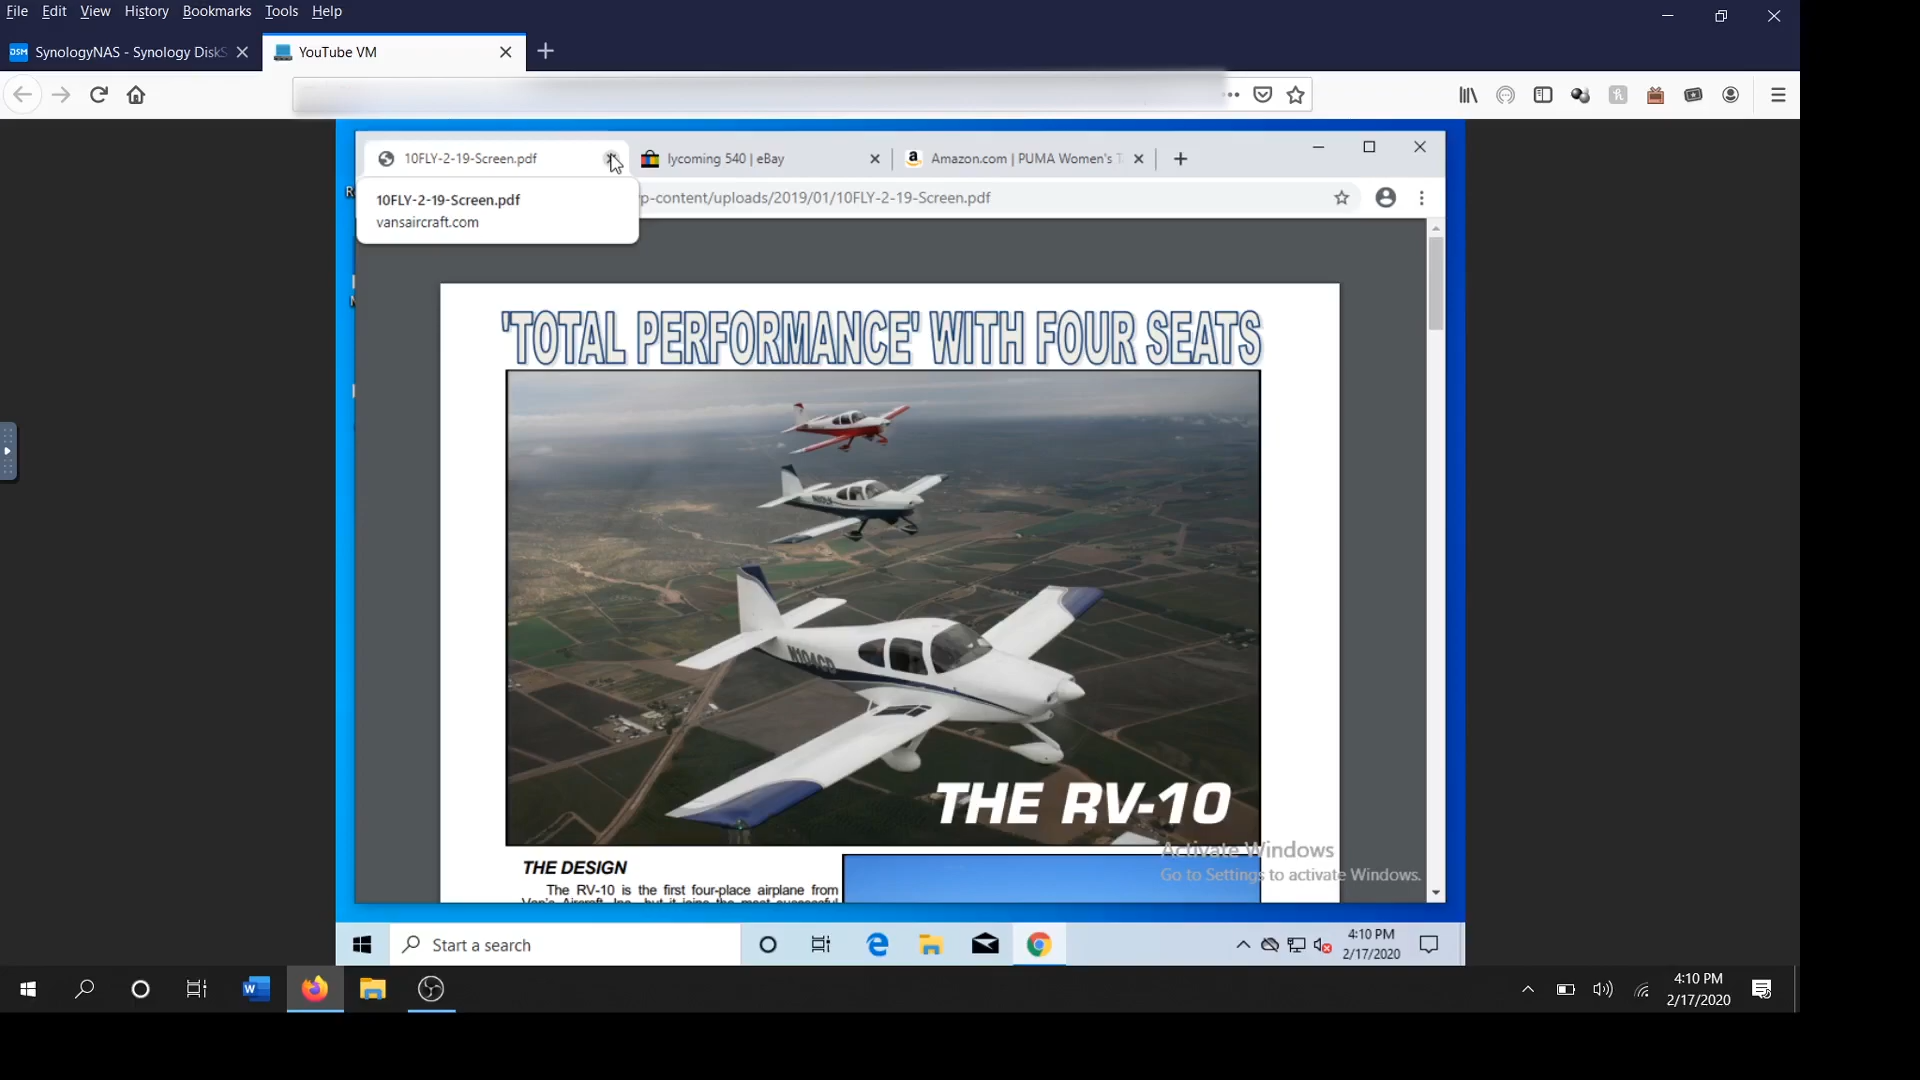 File Edit View History Bookmarks Tools Help
DSM SynologyNAS - Synology DiskS
YouTube VM
10FLY-2-19-Screen.pdf
lycoming 540 | eBay
Amazon.com | PUMA Women's T
10FLY-2-19-Screen.pdf
vansaircraft.com
p-content/uploads/2019/01/10FLY-2-19-Screen.pdf
'TOTAL PERFORMANCE' WITH FOUR SEATS
N104CD
THE RV-10
THE DESIGN
The RV-10 is the first four-place airplane from
Activate Windows
Go to Settings to activate Windows.
Start a search
4:10 PM
2/17/2020
4:10 PM
2/17/2020